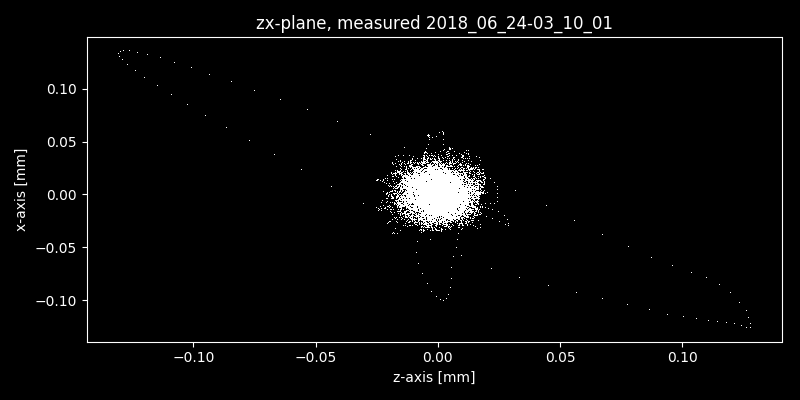 zx-plane, measured 2018_06_24-03_10_01
0.10
0.05
0.00
−0.05
−0.10
x-axis [mm]
−0.10 −0.05 0.00 0.05 0.10
z-axis [mm]